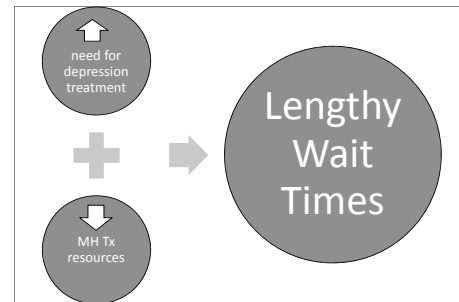 need for
depression
treatment
MH Tx
resources
Lengthy
Wait
Times